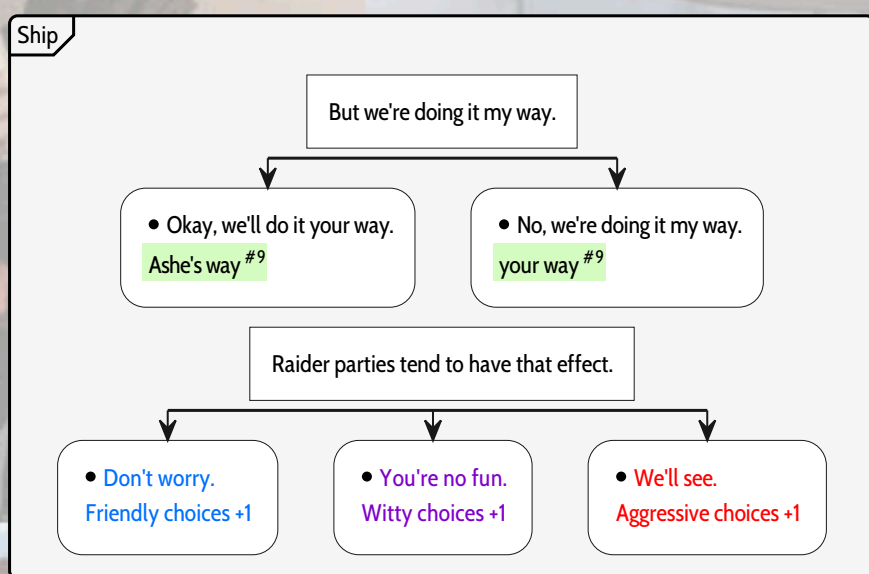 Ship
But we're doing it my way.
• Okay, we'll do it your way.
Ashe's way #9
• No, we're doing it my way.
your way #9
Raider parties tend to have that effect.
• Don't worry.
Friendly choices +1
• You're no fun.
Witty choices +1
• We'll see.
Aggressive choices +1